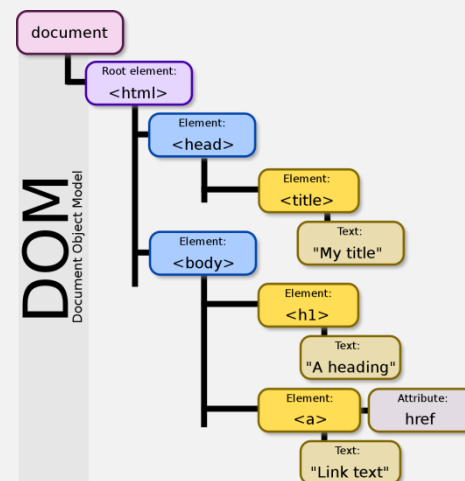 document
Root element:
<html>
Element:
<head>
Element:
<title>
Text:
"My title"
Element:
<body>
Element:
<h1>
Text:
"A heading"
Element:
<a>
Attribute:
href
Text:
"Link text"
DOM
Document Object Model